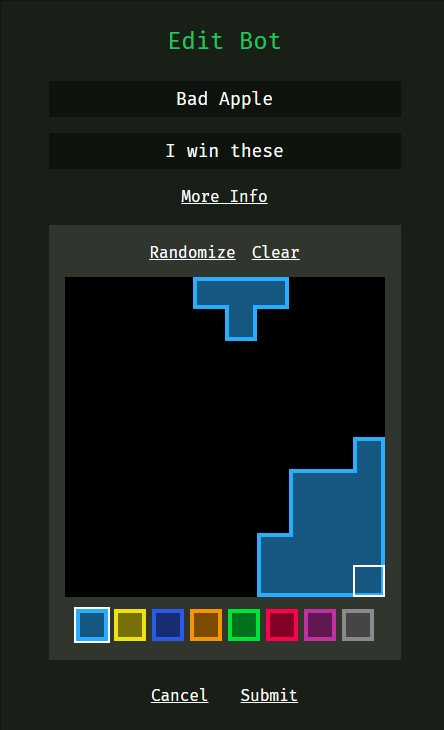 Edit Bot
Bad Apple
I win these
More Info
Randomize Clear
Cancel Submit